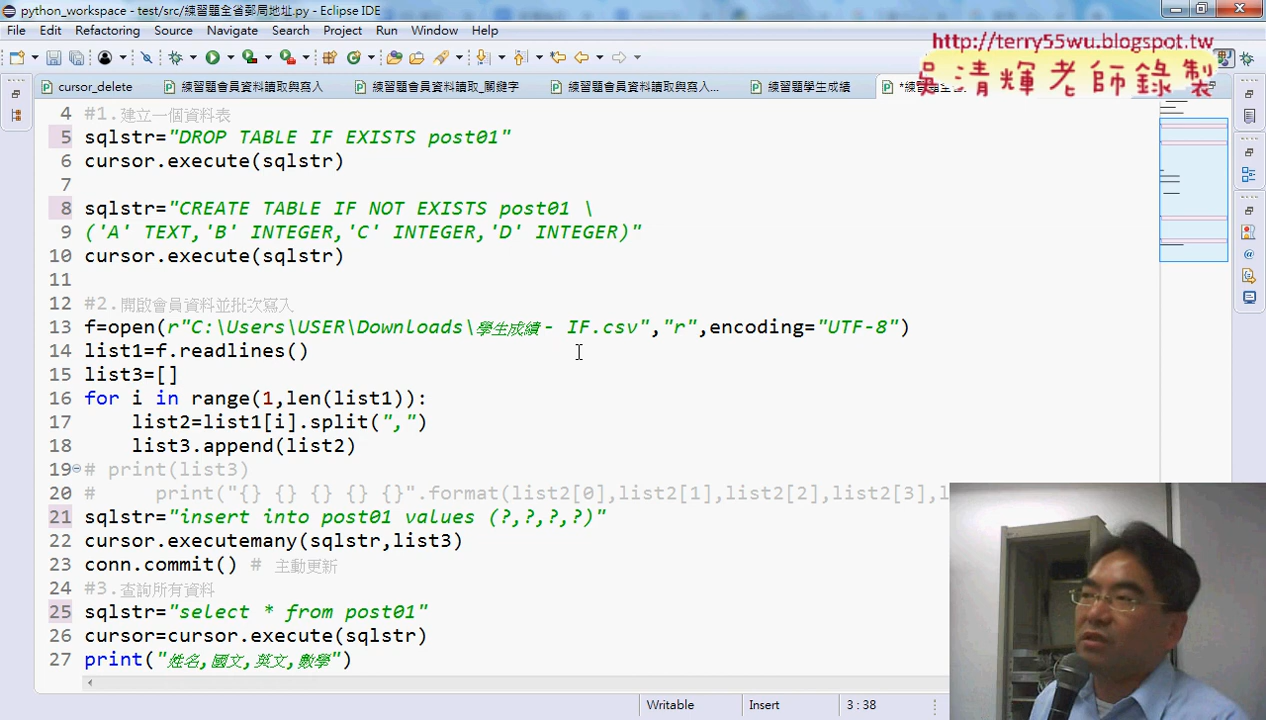 python_workspace - test/src/練習題全省郵局地址.py - Eclipse IDE
File Edit Refactoring Source Navigate Search Project Run Window Help
http://terry55wu.blogspot.tw
吳清輝老師錄製
cursor_delete 練習題會員資料讀取與寫入 練習題會員資料讀取_關鍵字 練習題會員資料讀取與寫入... 練習題學生成績
4 #1.建立一個資料表
5 sqlstr="DROP TABLE IF EXISTS post01"
6 cursor.execute(sqlstr)
7
8 sqlstr="CREATE TABLE IF NOT EXISTS post01 \
9 ('A' TEXT,'B' INTEGER,'C' INTEGER,'D' INTEGER)"
10 cursor.execute(sqlstr)
11
12 #2.開啟會員資料並批次寫入
13 f=open(r"C:\Users\USER\Downloads\學生成績 - IF.csv","r",encoding="UTF-8")
14 list1=f.readlines()
15 list3=[]
16 for i in range(1,len(list1)):
17 list2=list1[i].split(",")
18 list3.append(list2)
19 # print(list3)
20 # print("{} {} {} {} {}".format(list2[0],list2[1],list2[2],list2[3],l
21 sqlstr="insert into post01 values (?,?,?,?)"
22 cursor.executemany(sqlstr,list3)
23 conn.commit() # 主動更新
24 #3.查詢所有資料
25 sqlstr="select * from post01"
26 cursor=cursor.execute(sqlstr)
27 print("姓名,國文,英文,數學")
Writable Insert 3 : 38